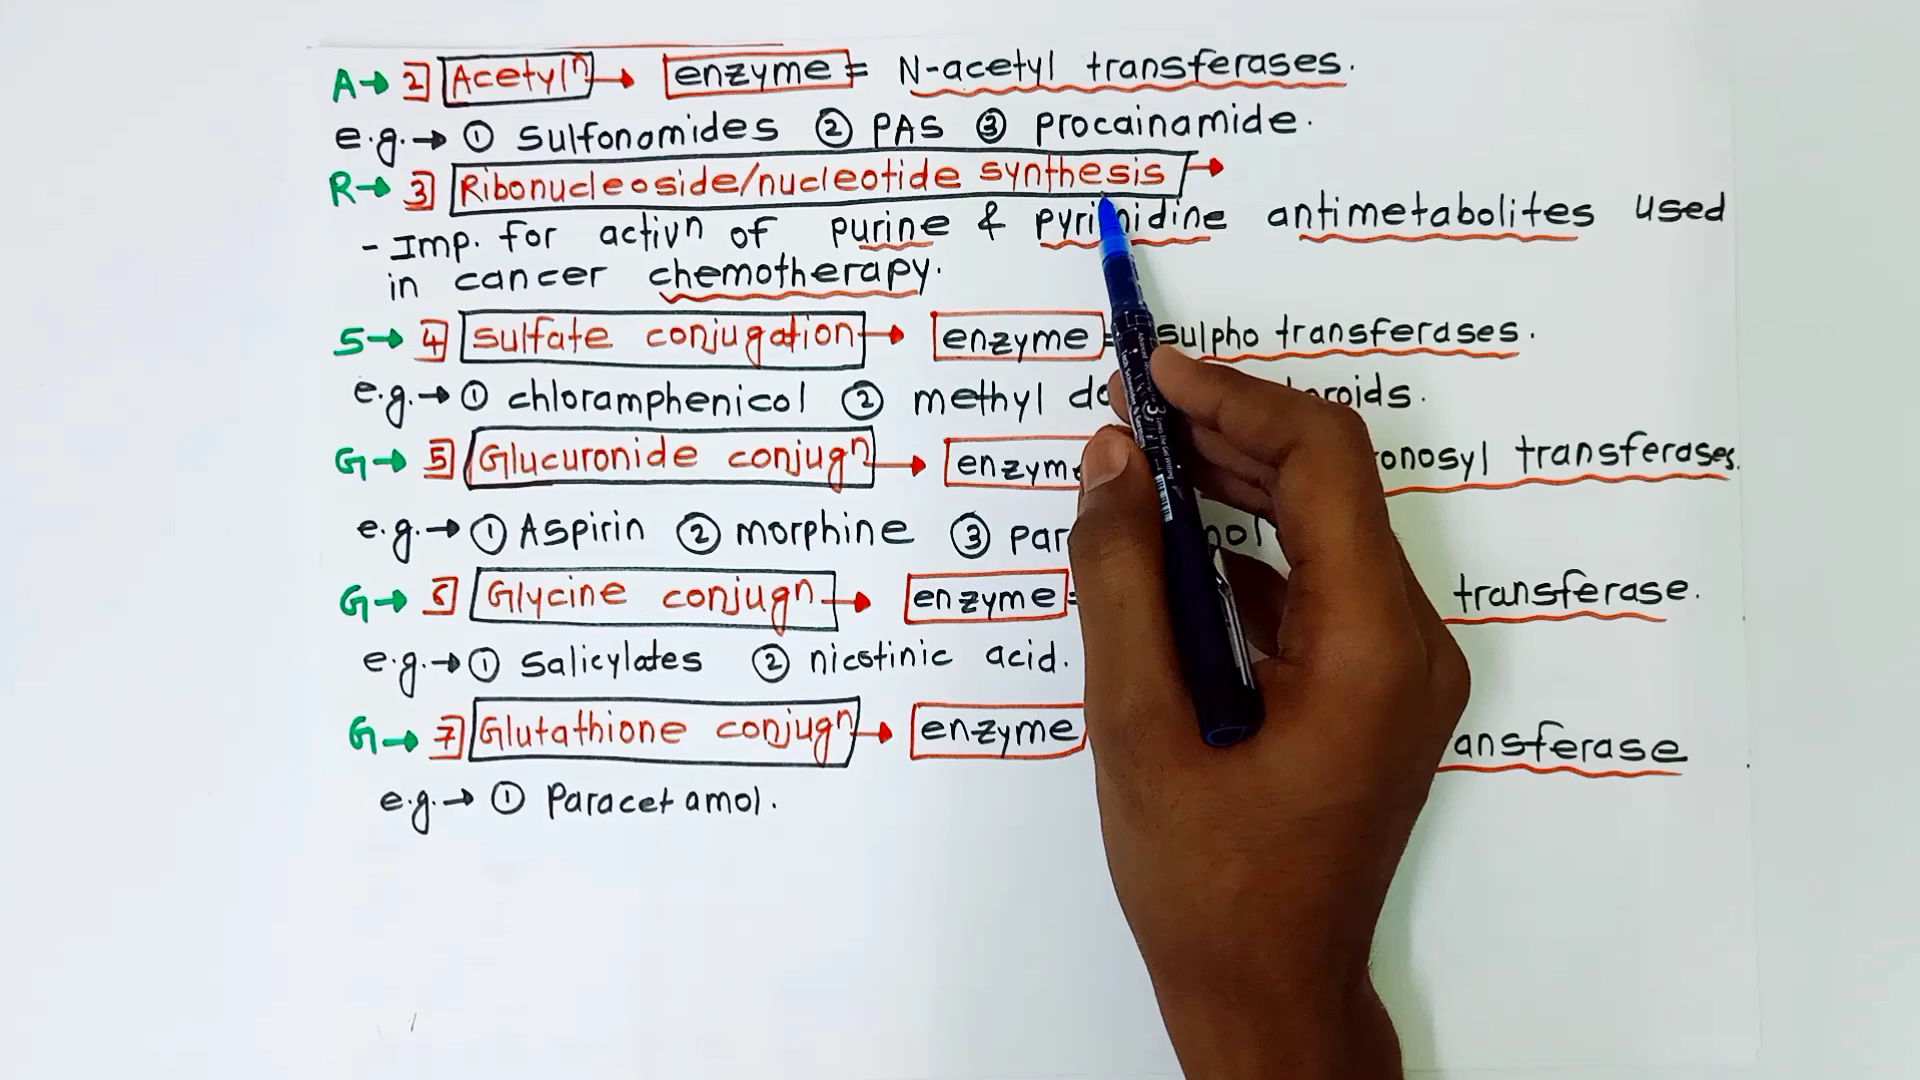 A→ 2] Acetylⁿ → enzyme = N-acetyl transferases.
e.g.→ ① Sulfonamides ② PAS ③ procainamide.
R→ 3] Ribonucleoside/nucleotide synthesis →
- Imp. for activn of purine & pyrimidine antimetabolites used
in cancer chemotherapy.
S→ 4] sulfate conjugation → enzyme = sulpho transferases.
e.g.→ ① chloramphenicol ② methyl
G→ 5] Glucuronide conjugⁿ → enzyme transferases.
e.g.→ ① Aspirin ② morphine ③
G→ 6] Glycine conjugn → enzyme = transferase.
e.g.→ ① Salicylates ② nicotinic acid.
G→ 7] Glutathione conjugⁿ → enzyme
e.g.→ ① Paracetamol.